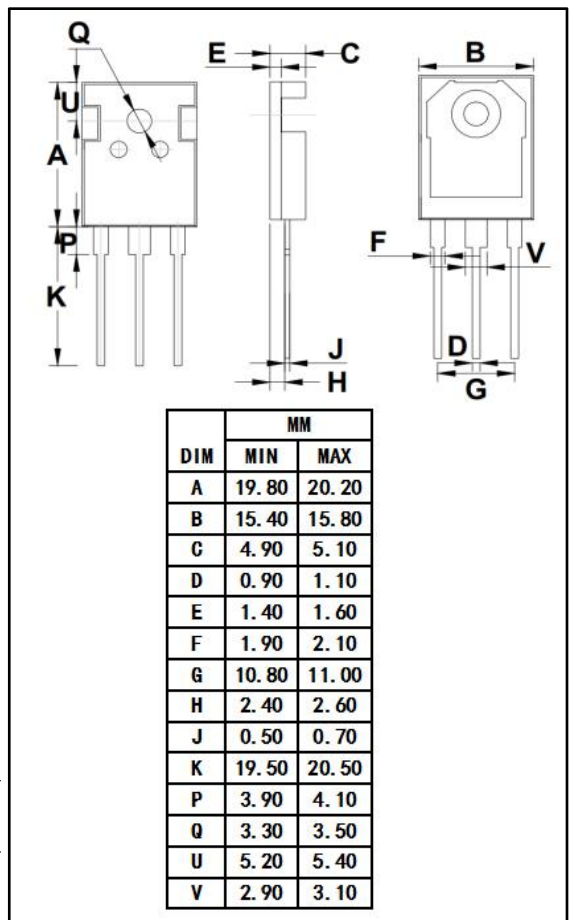 Q
E
C
B
U
A
P
K
F
V
J
H
D
G
MM
DIM MIN MAX
A 19.80 20.20
B 15.40 15.80
C 4.90 5.10
D 0.90 1.10
E 1.40 1.60
F 1.90 2.10
G 10.80 11.00
H 2.40 2.60
J 0.50 0.70
K 19.50 20.50
P 3.90 4.10
Q 3.30 3.50
U 5.20 5.40
V 2.90 3.10